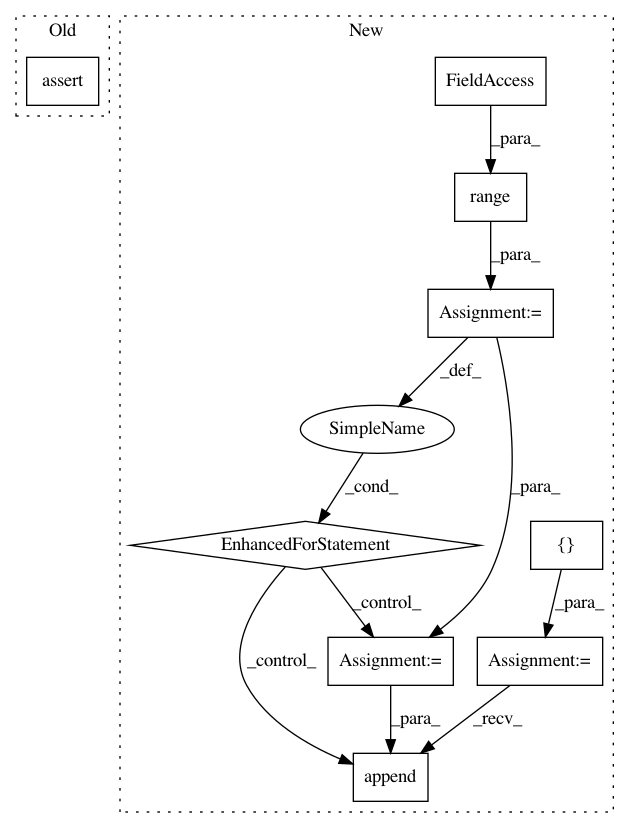 Old
New
assert
FieldAccess
_para_
range
_para_
Assignment:=
_def_
SimpleName
_cond_
_para_
EnhancedForStatement
{}
_control_
_para_
_control_
Assignment:=
Assignment:=
_para_
_recv_
append